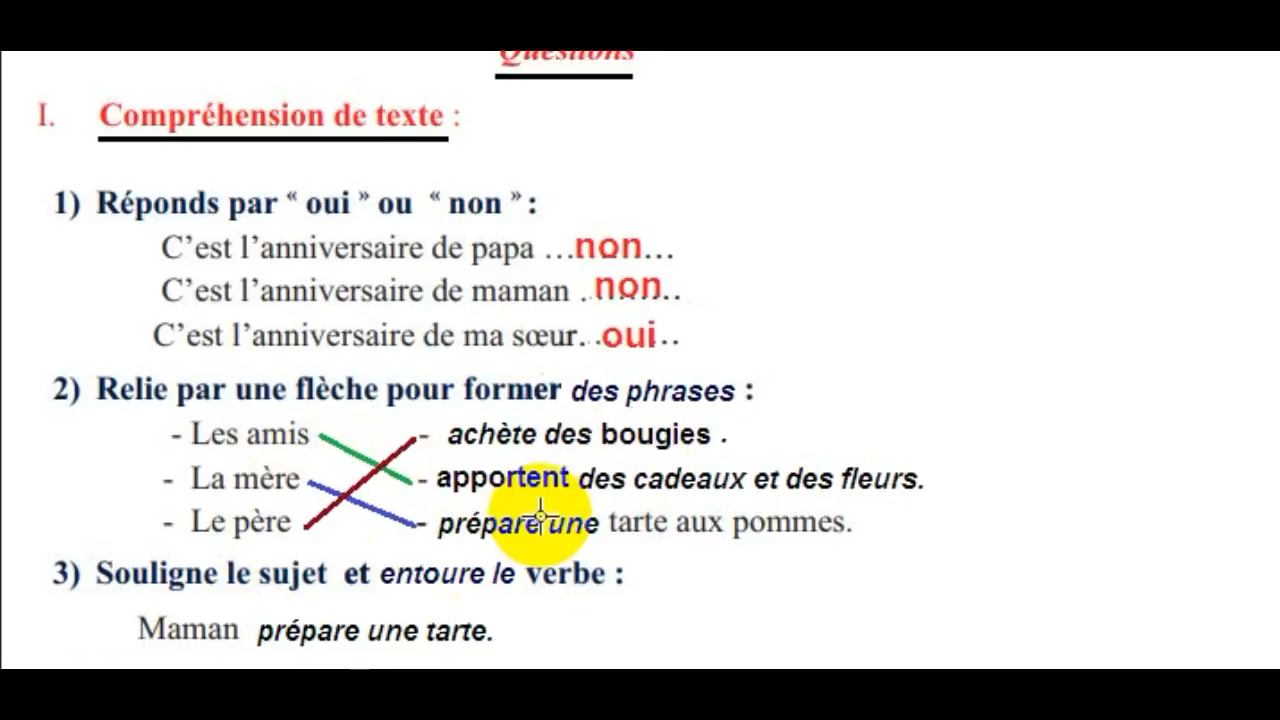 Questions
I. Compréhension de texte :
1) Réponds par “ oui ” ou “ non ” :
C’est l’anniversaire de papa …non…
C’est l’anniversaire de maman .non..
C’est l’anniversaire de ma sœur. .oui..
2) Relie par une flèche pour former des phrases :
- Les amis - achète des bougies .
- La mère - apportent des cadeaux et des fleurs.
- Le père - prépare une tarte aux pommes.
3) Souligne le sujet et entoure le verbe :
Maman prépare une tarte.